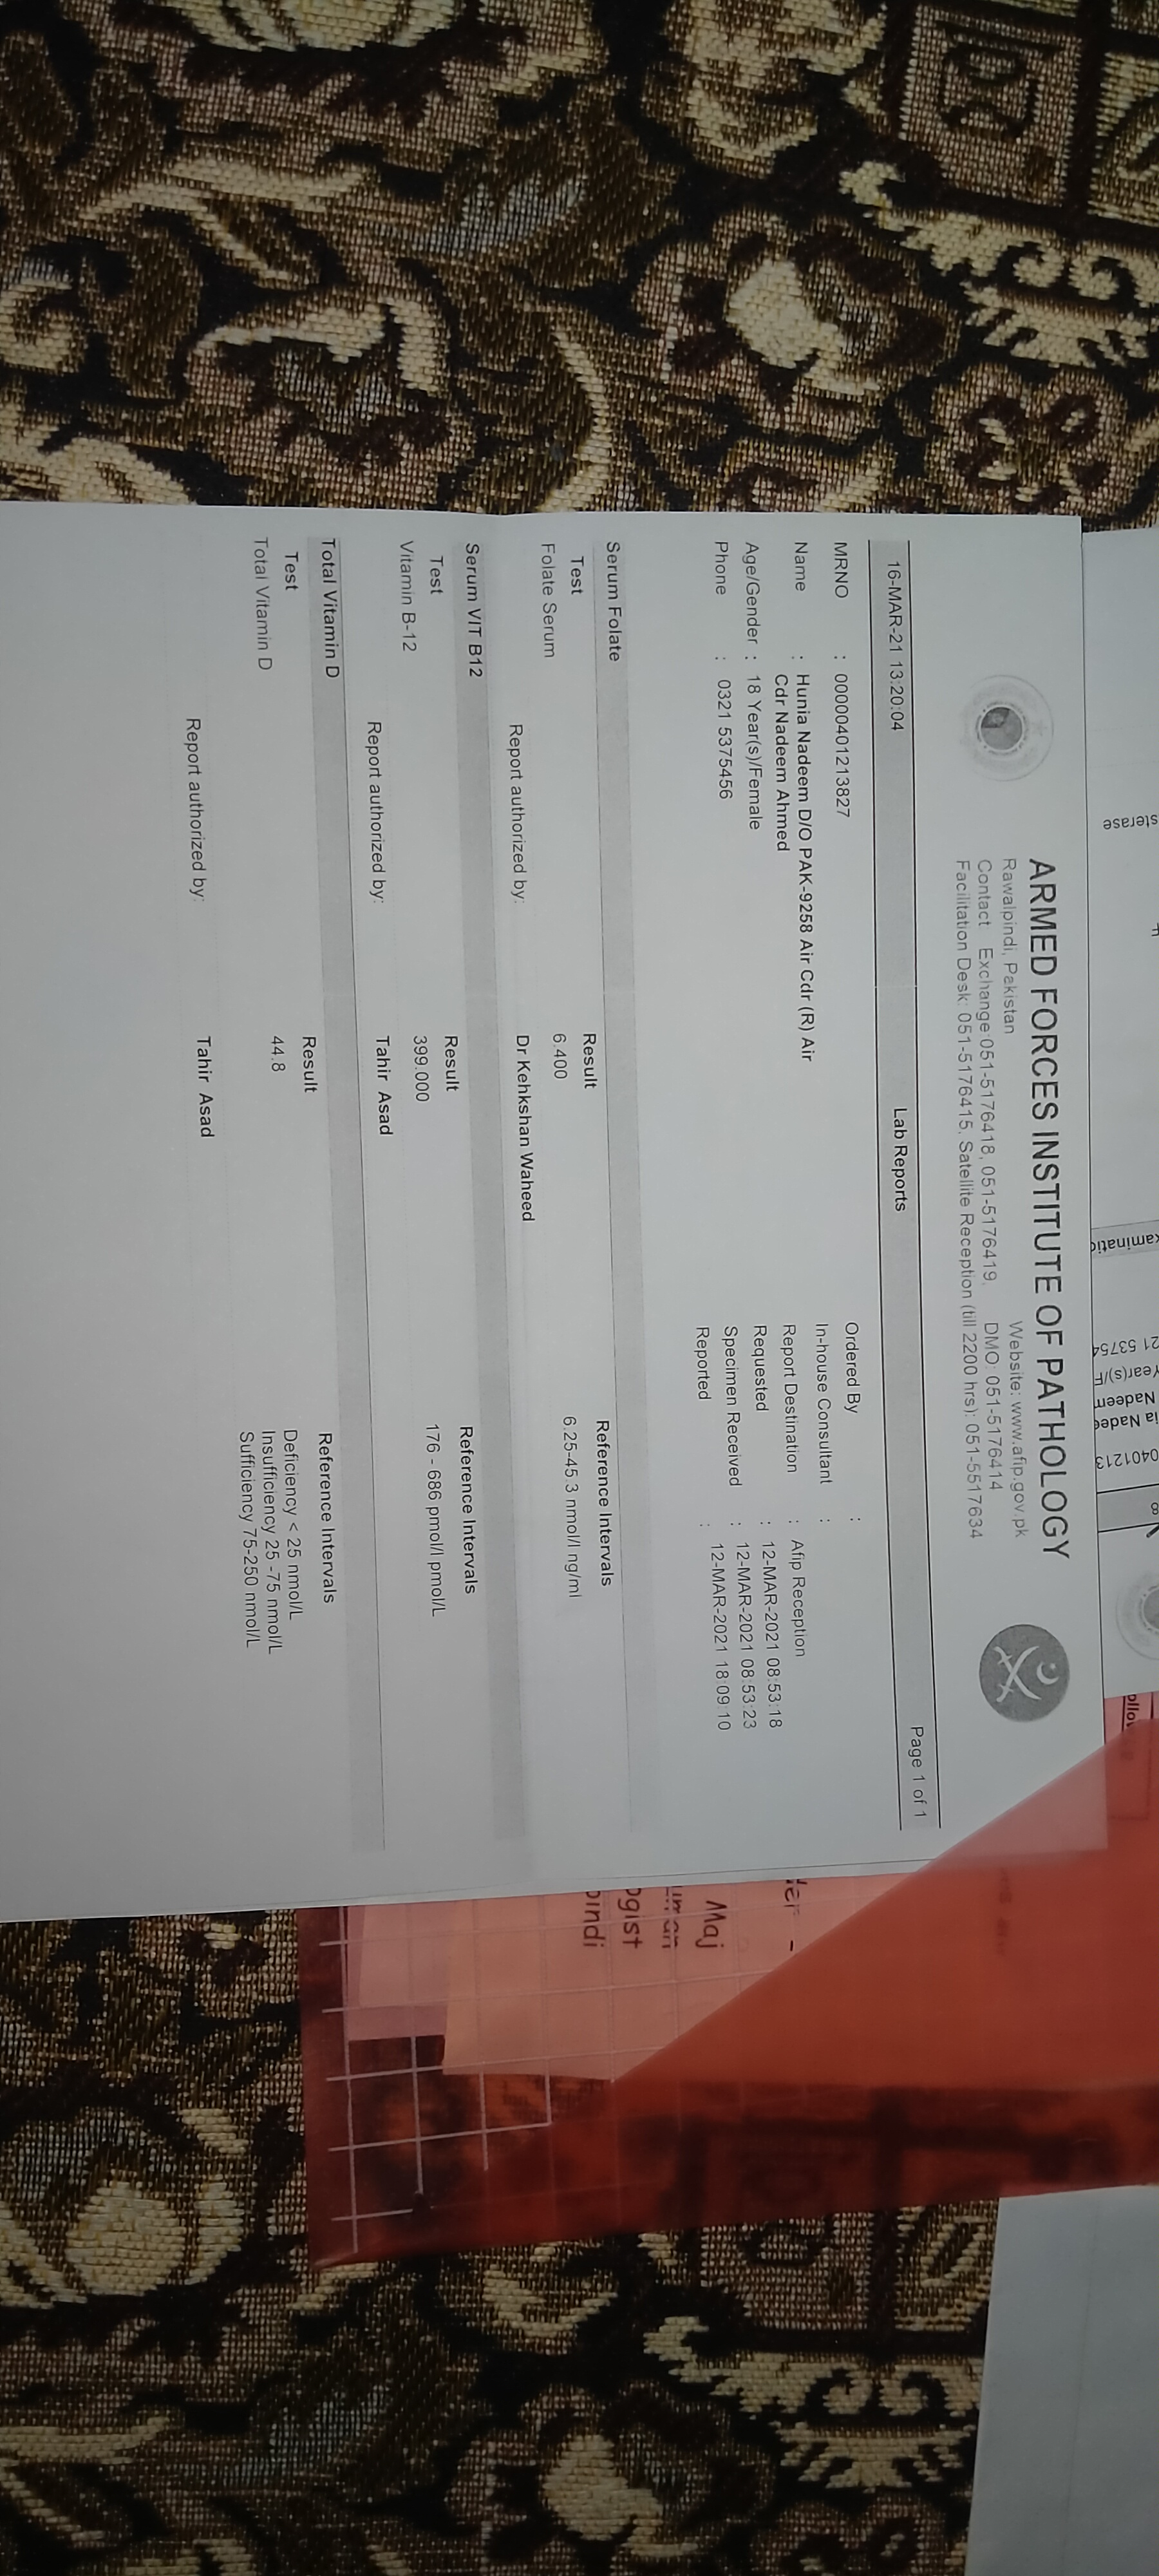 ARMED FORCES INSTITUTE OF PATHOLOGY
Rawalpindi, Pakistan Website: www.afip.gov.pk
Contact Exchange:051-5176418, 051-5176419, DMO: 051-5176414
Facilitation Desk: 051-5176415, Satellite Reception (till 2200 hrs): 051-5517634
16-MAR-21 13:20:04 Lab Reports Page 1 of 1
MRNO : 00000401213827
Name : Hunia Nadeem D/O PAK-9258 Air Cdr (R) Air
Cdr Nadeem Ahmed
Age/Gender : 18 Year(s)/Female
Phone : 0321 5375456
Ordered By :
In-house Consultant :
Report Destination : Afip Reception
Requested : 12-MAR-2021 08:53:18
Specimen Received : 12-MAR-2021 08:53:23
Reported : 12-MAR-2021 18:09:10
Serum Folate
Test Result Reference Intervals
Folate Serum 6.400 6.25-45.3 nmol/l ng/ml
Report authorized by: Dr Kehkshan Waheed
Serum VIT B12
Test Result Reference Intervals
Vitamin B-12 399.000 176 - 686 pmol/l pmol/L
Report authorized by: Tahir Asad
Total Vitamin D
Test Result Reference Intervals
Total Vitamin D 44.8 Deficiency < 25 nmol/L
Insufficiency 25 -75 nmol/L
Sufficiency 75-250 nmol/L
Report authorized by: Tahir Asad
sterase
xaminatio
21 53754
Year(s)/F
Nadeem
ia Nadee
0401213
Maj
ogist
pindi